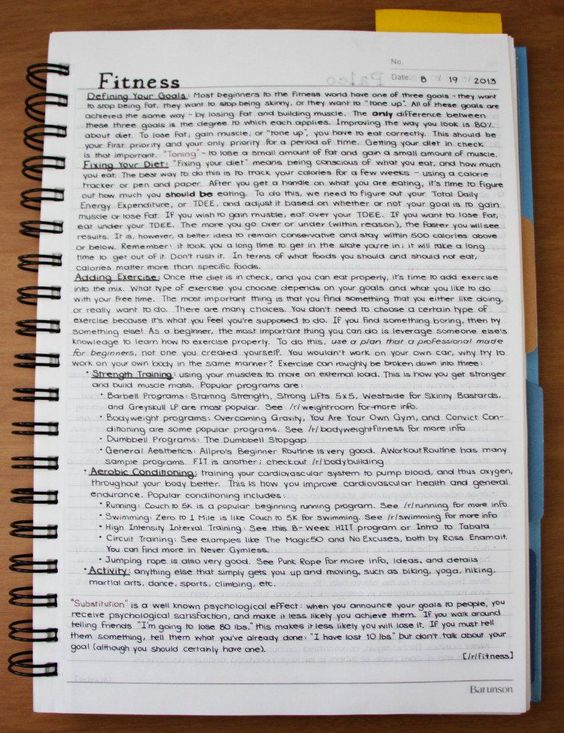 No.
Date. 8 19 2013
Fitness
Defining Your Goals: Most beginners to the fitness world have one of three goals - they want
to stop being fat, they want to stop being skinny, or they want to "tone up". All of these goals are
achieved the same way - by losing fat and building muscle. The only difference between
these three goals is the degree to which each applies. Improving the way you look is 80%
about diet. To lose fat, gain muscle, or "tone up", you have to eat correctly. This should be
your first priority and your only priority for a period of time. Getting your diet in check
is that important. "Toning" - to lose a small amount of fat and gain a small amount of muscle.
Fixing Your Diet: "Fixing your diet" means being conscious of what you eat, and how much
you eat. The best way to do this is to track your calories for a few weeks - using a calorie
tracker or pen and paper. After you get a handle on what you are eating, it's time to figure
out how much you should be eating. To do this, we need to figure out your Total Daily
Energy Expenditure, or TDEE, and adjust it based on whether or not your goal is to gain
muscle or lose fat. If you wish to gain muscle, eat over your TDEE. If you want to lose fat,
eat under your TDEE. The more you go over or under (within reason), the faster you will see
results. It is, however, a better idea to remain conservative and stay within 500 calories above
or below. Remember: it took you a long time to get in the state you're in; it will take a long
time to get out of it. Don't rush it. In terms of what foods you should and should not eat,
calories matter more than specific foods.
Adding Exercise: Once the diet is in check, and you can eat properly, it's time to add exercise
into the mix. What type of exercise you choose depends on your goals and what you like to do
with your free time. The most important thing is that you find something that you either like doing,
or really want to do. There are many choices. You don't need to choose a certain type of
exercise because it's what you feel you're supposed to do. If you find something boring, then try
something else! As a beginner, the most important thing you can do is leverage someone else's
knowledge to learn how to exercise properly. To do this, use a plan that a professional made
for beginners, not one you created yourself. You wouldn't work on your own car, why try to
work on your own body in the same manner? Exercise can roughly be broken down into three:
• Strength Training: using your muscles to move an external load. This is how you get stronger
and build muscle mass. Popular programs are:
• Barbell Programs: Starting Strength, Strong Lifts 5x5, Westside for Skinny Bastards,
and Greyskull LP are most popular. See /r/weightroom for more info.
• Bodyweight programs: Overcoming Gravity, You Are Your Own Gym, and Convict Con-
ditioning are some popular programs. See /r/bodyweightfitness for more info
• Dumbbell Programs: The Dumbbell Stopgap
• General Aesthetics: Allpro's Beginner Routine is very good. AWorkoutRoutine has many
sample programs. FIT is another; checkout /r/bodybuilding
• Aerobic Conditioning: training your cardiovascular system to pump blood, and thus oxygen,
throughout your body better. This is how you improve cardiovascular health and general
endurance. Popular conditioning includes:
• Running: Couch to 5K is a popular beginning running program. See /r/running for more info
• Swimming: Zero to 1 Mile is like Couch to 5K for swimming. See /r/swimming for more info
• High Intensity Interval Training: See this 8-Week HIIT program or Intro to Tabata
• Circuit Training: See examples like The Magic50 and No Excuses, both by Ross Enamait.
You can find more in Never Gymless.
• Jumping rope is also very good. See Punk Rope for more info, ideas, and details
• Activity: anything else that simply gets you up and moving, such as biking, yoga, hiking,
martial arts, dance, sports, climbing, etc.
"Substitution" is a well known psychological effect: when you announce your goals to people, you
receive psychological satisfaction, and make it less likely you achieve them. If you walk around
telling friends "I'm going to lose 80 lbs." this makes it less likely you will lose it. If you must tell
them something, tell them what you've already done: "I have lost 10 lbs" but don't talk about your
goal (although you should certainly have one).
[/r/Fitness]
Barunson